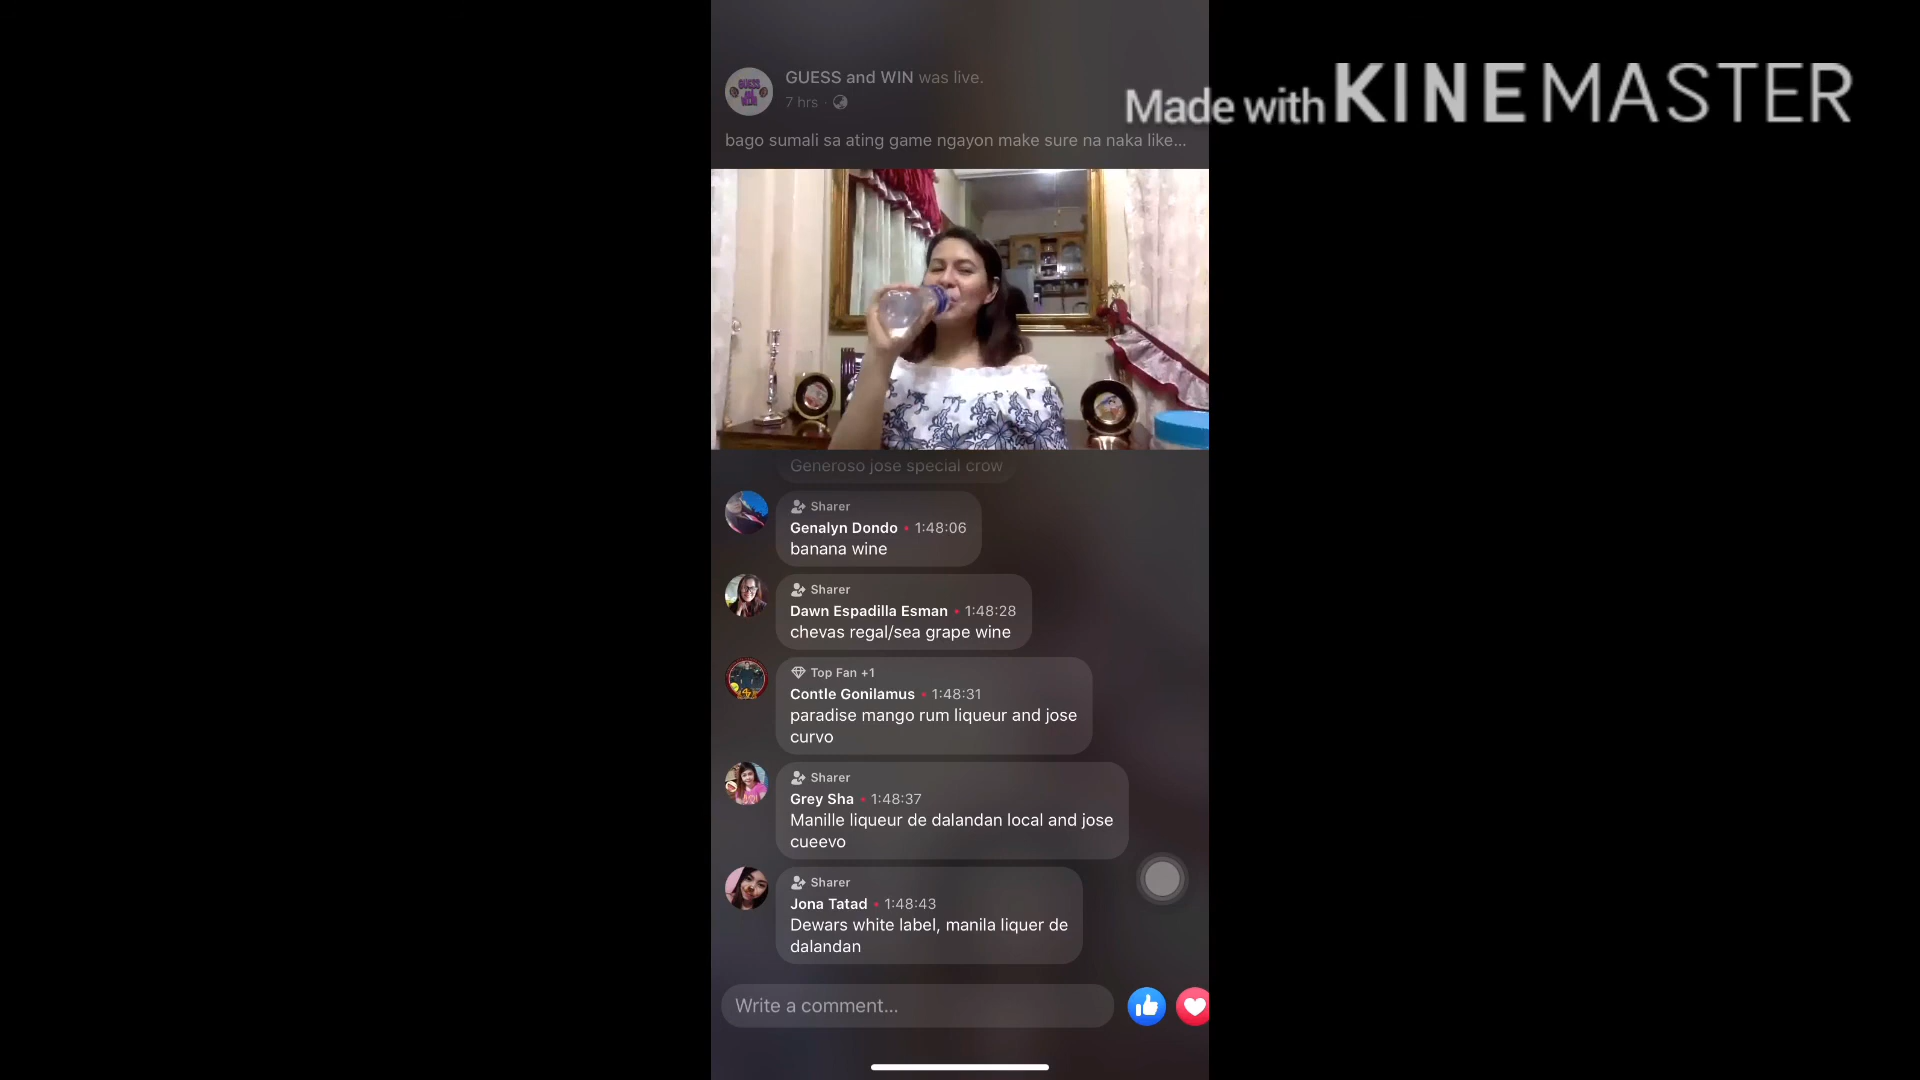 GUESS and WIN was live.
7 hrs ·
bago sumali sa ating game ngayon make sure na naka like...
Made with KINEMASTER
GUESS
and
WIN
Generoso jose special crow
Sharer
Genalyn Dondo • 1:48:06
banana wine
Sharer
Dawn Espadilla Esman • 1:48:28
chevas regal/sea grape wine
Top Fan +1
Contle Gonilamus • 1:48:31
paradise mango rum liqueur and jose
curvo
Sharer
Grey Sha • 1:48:37
Manille liqueur de dalandan local and jose
cueevo
Sharer
Jona Tatad • 1:48:43
Dewars white label, manila liquer de
dalandan
Write a comment...